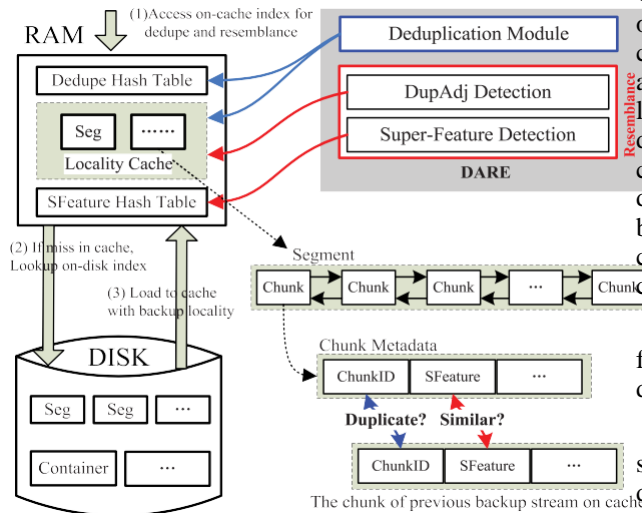 (1)Access on-cache index for
dedupe and resemblance
RAM
Dedupe Hash Table
Seg
······
Locality Cache
SFeature Hash Table
Deduplication Module
DupAdj Detection
Super-Feature Detection
Resemblance
DARE
(2) If miss in cache,
Lookup on-disk index
(3) Load to cache
with backup locality
Segment
Chunk
Chunk
Chunk
···
Chunk
DISK
Seg
Seg
···
Container
···
Chunk Metadata
ChunkID
SFeature
···
Duplicate?
Similar?
ChunkID
SFeature
···
The chunk of previous backup stream on cache